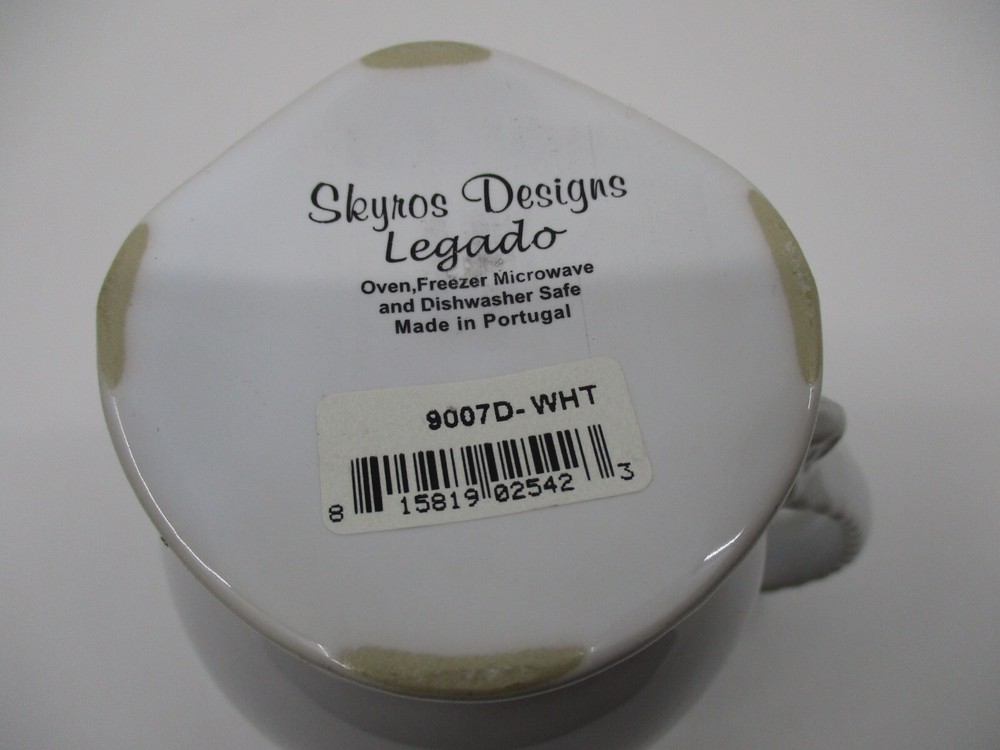 Skyros Designs
Legado
Oven,Freezer Microwave
and Dishwasher Safe
Made in Portugal
9007D- WHT
8 15819 02542 3